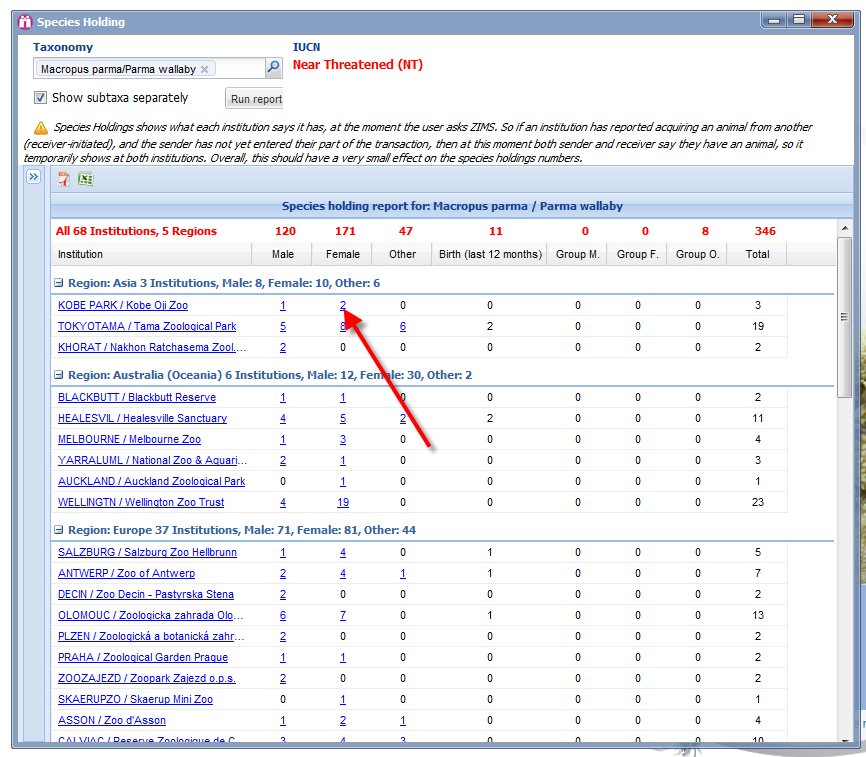 Species Holding
Taxonomy IUCN
Macropus parma/Parma wallaby Near Threatened (NT)
Show subtaxa separately Run report
Species Holdings shows what each institution says it has, at the moment the user asks ZIMS. So if an institution has reported acquiring an animal from another
(receiver-initiated), and the sender has not yet entered their part of the transaction, then at this moment both sender and receiver say they have an animal, so it
temporarily shows at both institutions. Overall, this should have a very small effect on the species holdings numbers.
Species holding report for: Macropus parma / Parma wallaby
All 68 Institutions, 5 Regions 120 171 47 11 0 0 8 346
Institution Male Female Other Birth (last 12 months) Group M. Group F. Group O. Total
Region: Asia 3 Institutions, Male: 8, Female: 10, Other: 6
KOBE PARK / Kobe Oji Zoo 1 2 0 0 0 0 0 3
TOKYOTAMA / Tama Zoological Park 5 8 6 2 0 0 0 19
KHORAT / Nakhon Ratchasema Zool... 2 0 0 0 0 0 0 2
Region: Australia (Oceania) 6 Institutions, Male: 12, Female: 30, Other: 2
BLACKBUTT / Blackbutt Reserve 1 1 0 0 0 0 0 2
HEALESVIL / Healesville Sanctuary 4 5 2 2 0 0 0 11
MELBOURNE / Melbourne Zoo 1 3 0 0 0 0 0 4
YARRALUML / National Zoo & Aquari... 2 1 0 0 0 0 0 3
AUCKLAND / Auckland Zoological Park 0 1 0 0 0 0 0 1
WELLINGTN / Wellington Zoo Trust 4 19 0 0 0 0 0 23
Region: Europe 37 Institutions, Male: 71, Female: 81, Other: 44
SALZBURG / Salzburg Zoo Hellbrunn 1 4 0 1 0 0 0 5
ANTWERP / Zoo of Antwerp 2 4 1 1 0 0 0 7
DECIN / Zoo Decin - Pastyrska Stena 2 0 0 0 0 0 0 2
OLOMOUC / Zoologicka zahrada Olo... 6 7 0 1 0 0 0 13
PLZEN / Zoologická a botanická zahr... 2 0 0 0 0 0 0 2
PRAHA / Zoological Garden Prague 1 1 0 0 0 0 0 2
ZOOZAJEZD / Zoopark Zajezd o.p.s. 2 0 0 0 0 0 0 2
SKAERUPZO / Skaerup Mini Zoo 0 1 0 0 0 0 0 1
ASSON / Zoo d'Asson 1 2 1 0 0 0 0 4
CALVIAC / Reserve Zoologique de C... 3 4 3 0 0 0 0 10